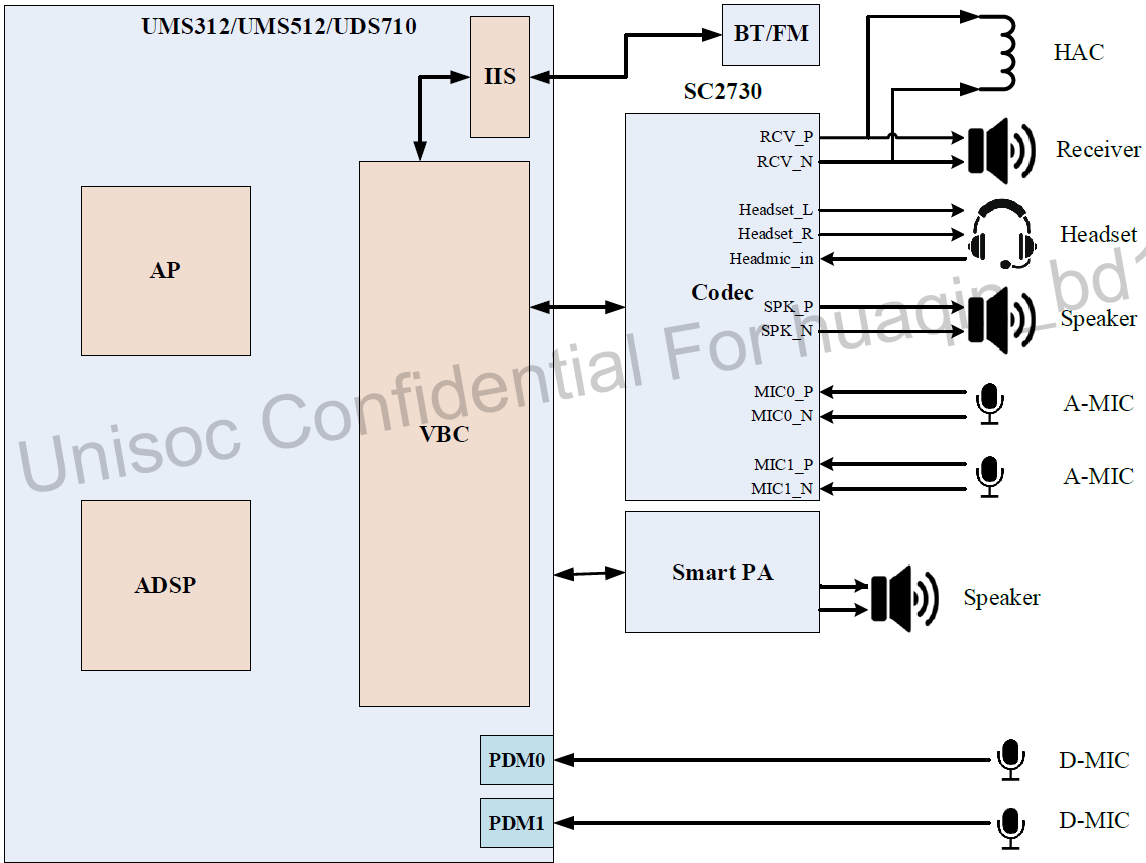 UMS312/UMS512/UDS710
IIS
BT/FM
HAC
SC2730
RCV_P
RCV_N
Receiver
Headset_L
Headset_R
Headmic_in
Headset
AP
Codec
SPK_P
SPK_N
Speaker
MIC0_P
MIC0_N
A-MIC
VBC
MIC1_P
MIC1_N
A-MIC
ADSP
Smart PA
Speaker
PDM0
D-MIC
PDM1
D-MIC
Unisoc Confidential For huaqin_bd1